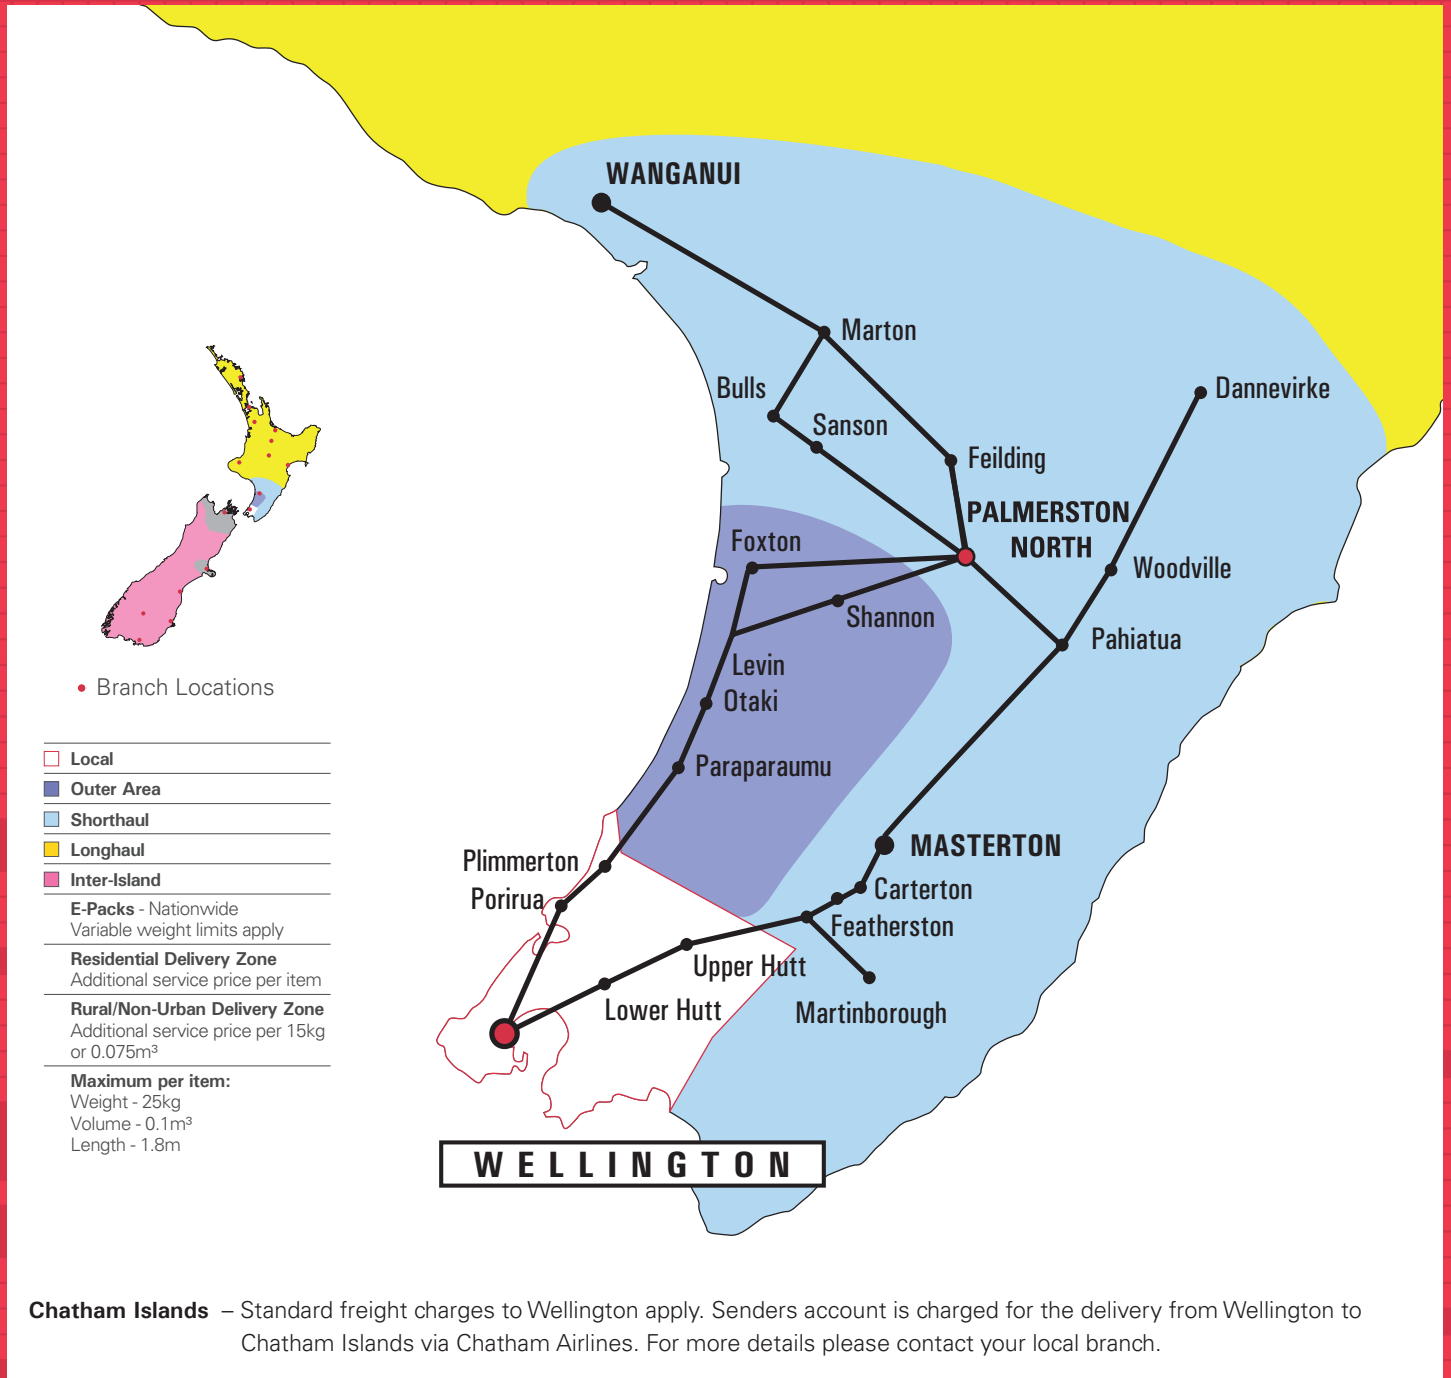 WANGANUI
Marton
Bulls
Dannevirke
Sanson
Feilding
PALMERSTON
NORTH
Foxton
Woodville
Shannon
Pahiatua
Levin
Otaki
Paraparaumu
MASTERTON
Plimmerton
Carterton
Porirua
Featherston
Upper Hutt
Lower Hutt
Martinborough
WELLINGTON
• Branch Locations
Local
Outer Area
Shorthaul
Longhaul
Inter-Island
E-Packs - Nationwide
Variable weight limits apply
Residential Delivery Zone
Additional service price per item
Rural/Non-Urban Delivery Zone
Additional service price per 15kg
or 0.075m³
Maximum per item:
Weight - 25kg
Volume - 0.1m³
Length - 1.8m
Chatham Islands – Standard freight charges to Wellington apply. Senders account is charged for the delivery from Wellington to
Chatham Islands via Chatham Airlines. For more details please contact your local branch.